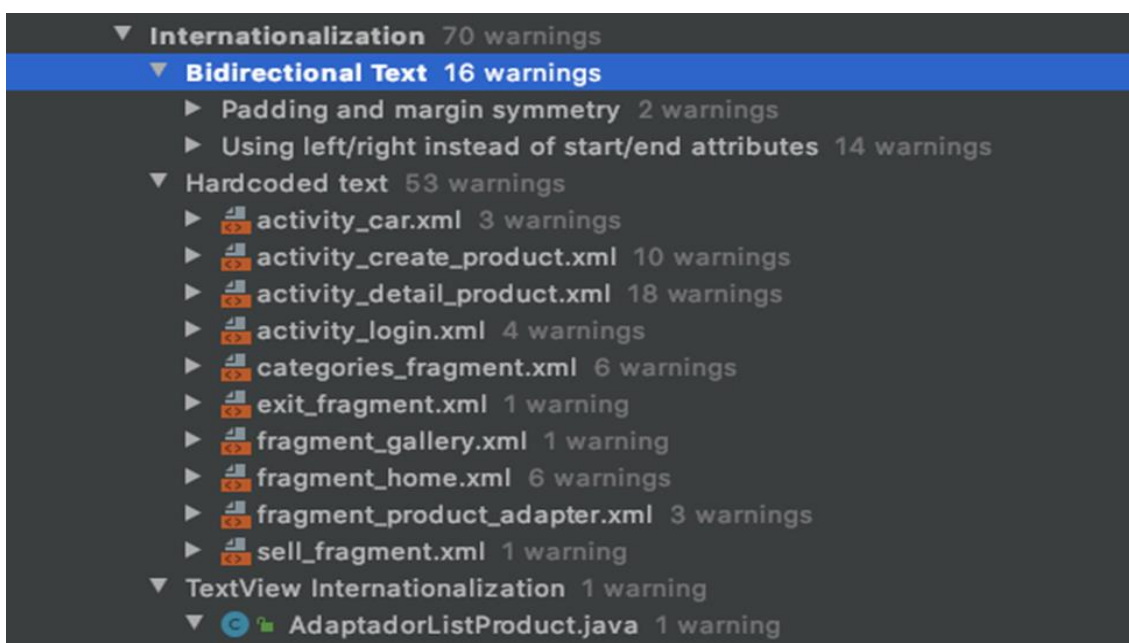 Internationalization 70 warnings
Bidirectional Text 16 warnings
Padding and margin symmetry 2 warnings
Using left/right instead of start/end attributes 14 warnings
Hardcoded text 53 warnings
activity_car.xml 3 warnings
activity_create_product.xml 10 warnings
activity_detail_product.xml 18 warnings
activity_login.xml 4 warnings
categories_fragment.xml 6 warnings
exit_fragment.xml 1 warning
fragment_gallery.xml 1 warning
fragment_home.xml 6 warnings
fragment_product_adapter.xml 3 warnings
sell_fragment.xml 1 warning
TextView Internationalization 1 warning
C AdaptadorListProduct.java 1 warning